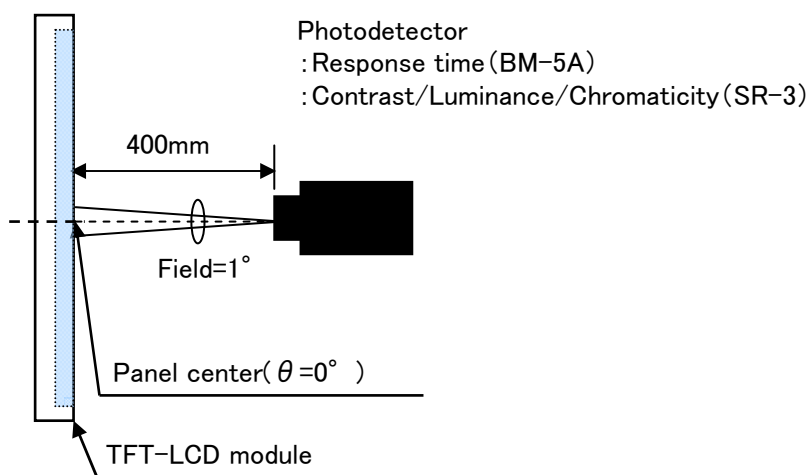 Photodetector
:Response time(BM-5A)
:Contrast/Luminance/Chromaticity(SR-3)
400mm
Field=1°
Panel center(θ=0° )
TFT-LCD module